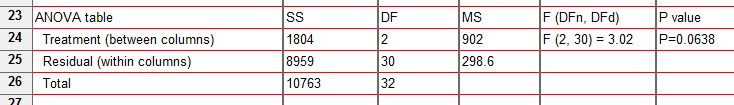 23 ANOVA table SS DF MS F (DFn, DFd) P value
24 Treatment (between columns) 1804 2 902 F (2, 30) = 3.02 P=0.0638
25 Residual (within columns) 8959 30 298.6
26 Total 10763 32
27